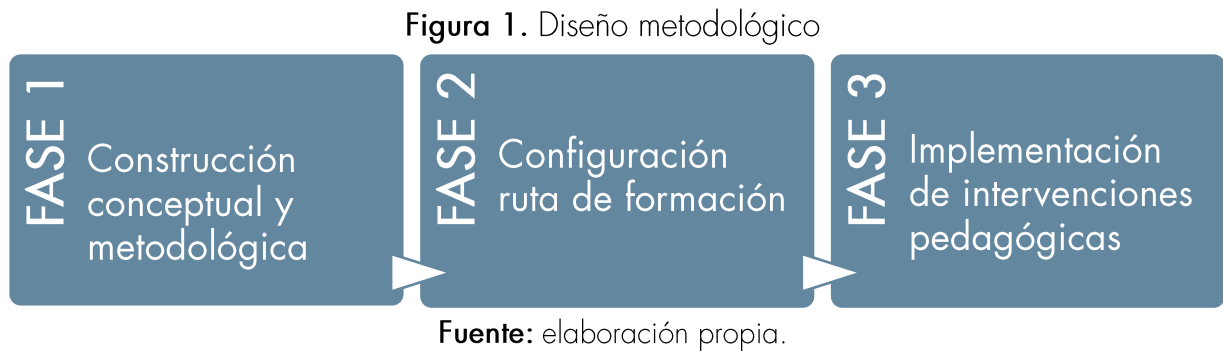 Figura 1. Diseño metodológico
FASE 1
Construcción
conceptual y
metodológica
FASE 2
Configuración
ruta de formación
FASE 3
Implementación
de intervenciones
pedagógicas
Fuente: elaboración propia.